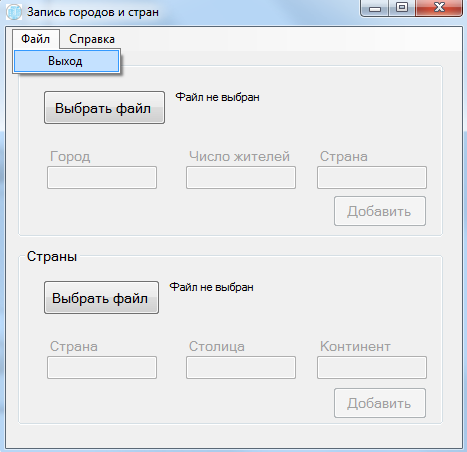 Запись городов и стран
Файл Справка
Выход
Выбрать файл Файл не выбран
Город Число жителей Страна
Добавить
Страны
Выбрать файл Файл не выбран
Страна Столица Континент
Добавить